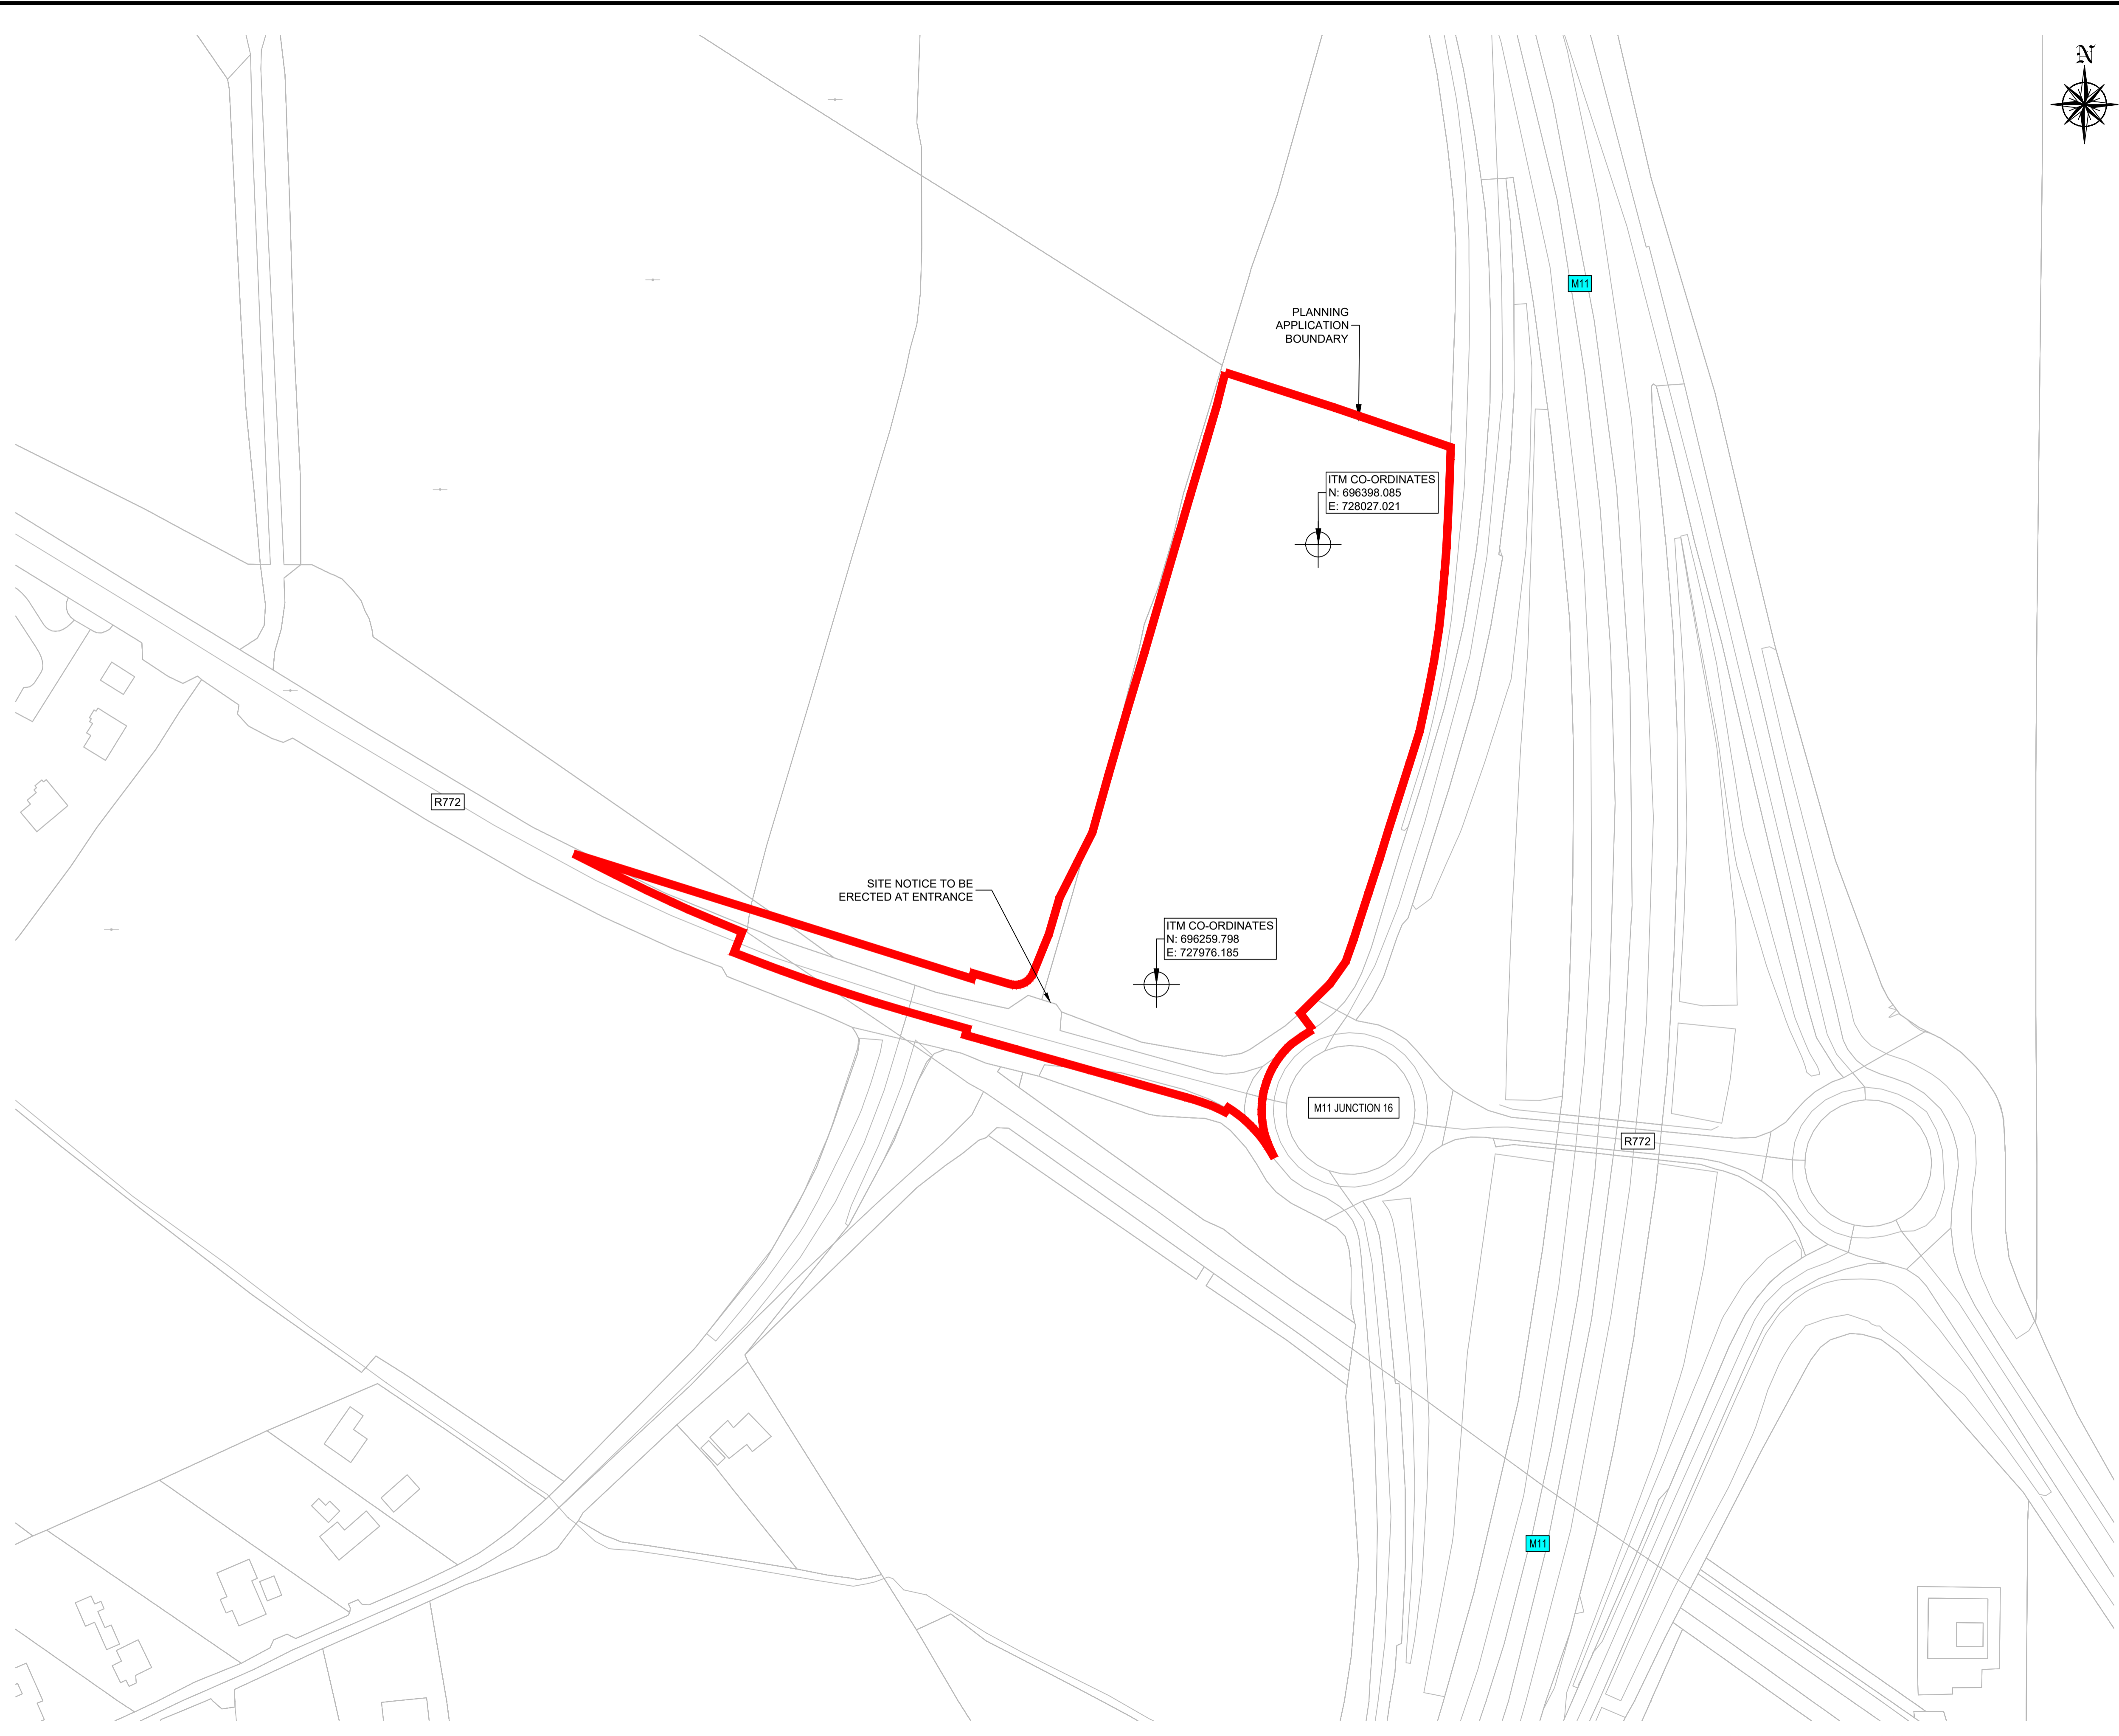 N
M11
PLANNING
APPLICATION
BOUNDARY
ITM CO-ORDINATES
N: 696398.085
E: 728027.021
R772
SITE NOTICE TO BE
ERECTED AT ENTRANCE
ITM CO-ORDINATES
N: 696259.798
E: 727976.185
M11 JUNCTION 16
R772
M11